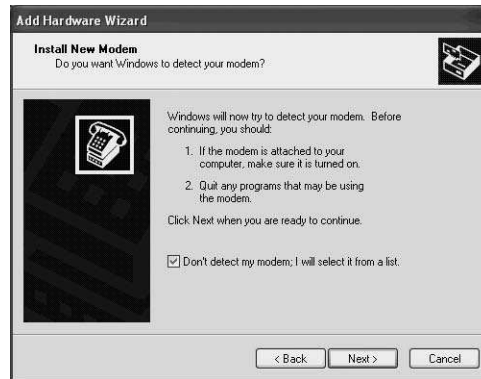 Add Hardware Wizard
Install New Modem
Do you want Windows to detect your modem?
Windows will now try to detect your modem. Before
continuing, you should:
1. If the modem is attached to your
computer, make sure it is turned on.
2. Quit any programs that may be using
the modem.
Click Next when you are ready to continue.
Don't detect my modem; I will select it from a list.
< Back
Next >
Cancel